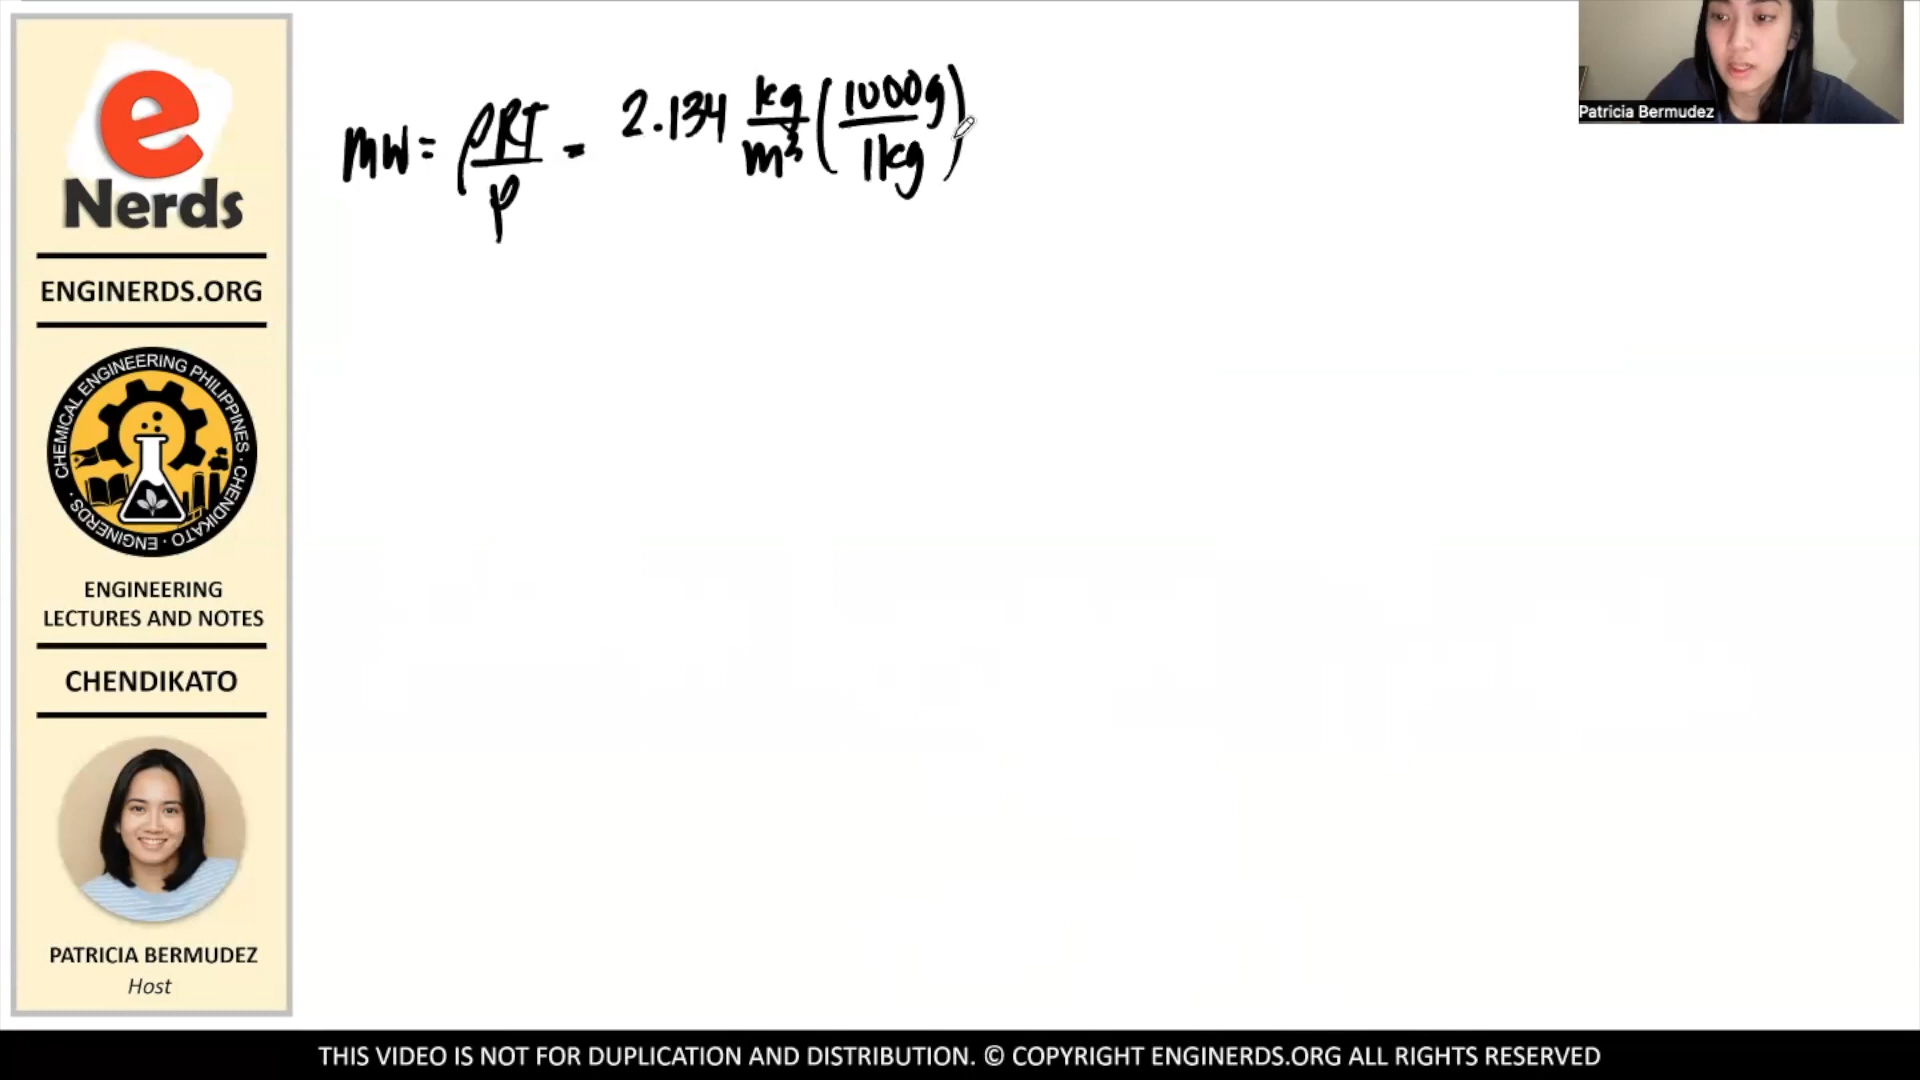 e
Nerds
ENGINERDS.ORG
CHEMICAL ENGINEERING PHILIPPINES · CHENDIKATO · ENGINERDS ·
ENGINEERING
LECTURES AND NOTES
CHENDIKATO
PATRICIA BERMUDEZ
Host
MW = ρRT/P = 2.134 kg/m³ (1000g/1kg)
Patricia Bermudez
THIS VIDEO IS NOT FOR DUPLICATION AND DISTRIBUTION. © COPYRIGHT ENGINERDS.ORG ALL RIGHTS RESERVED